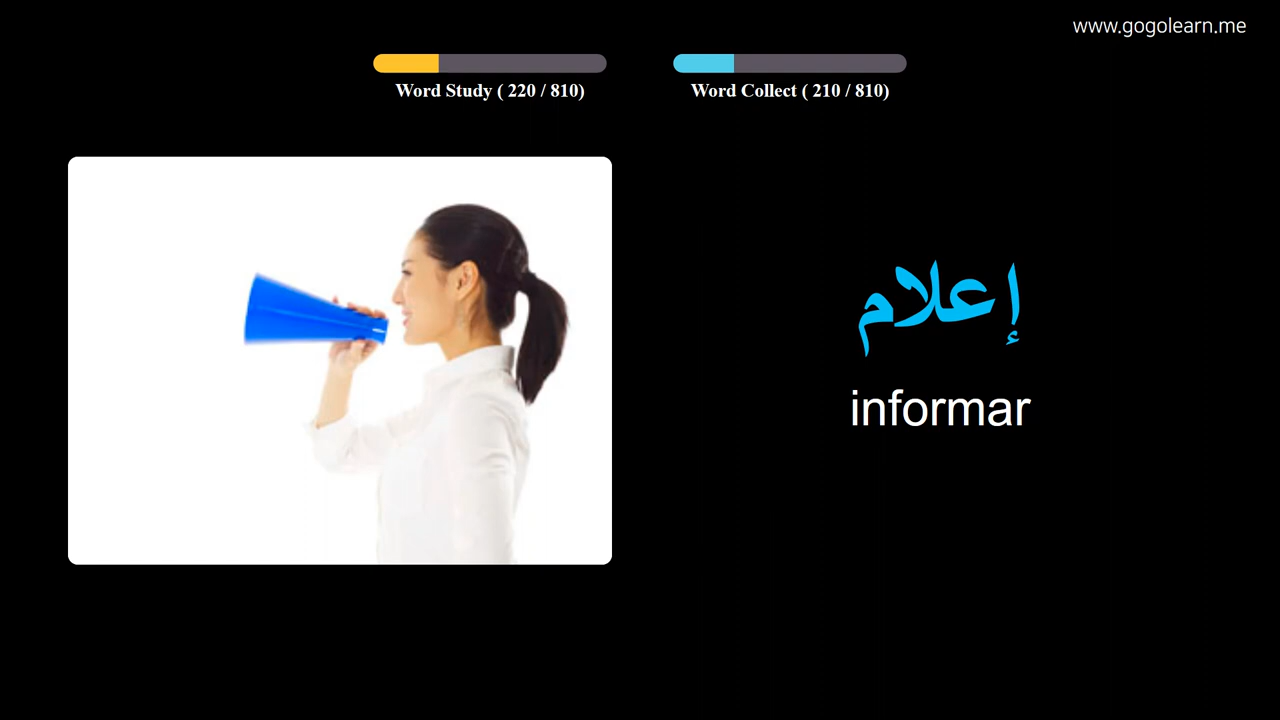 www.gogolearn.me
Word Study ( 220 / 810)
Word Collect ( 210 / 810)
إعلام
informar